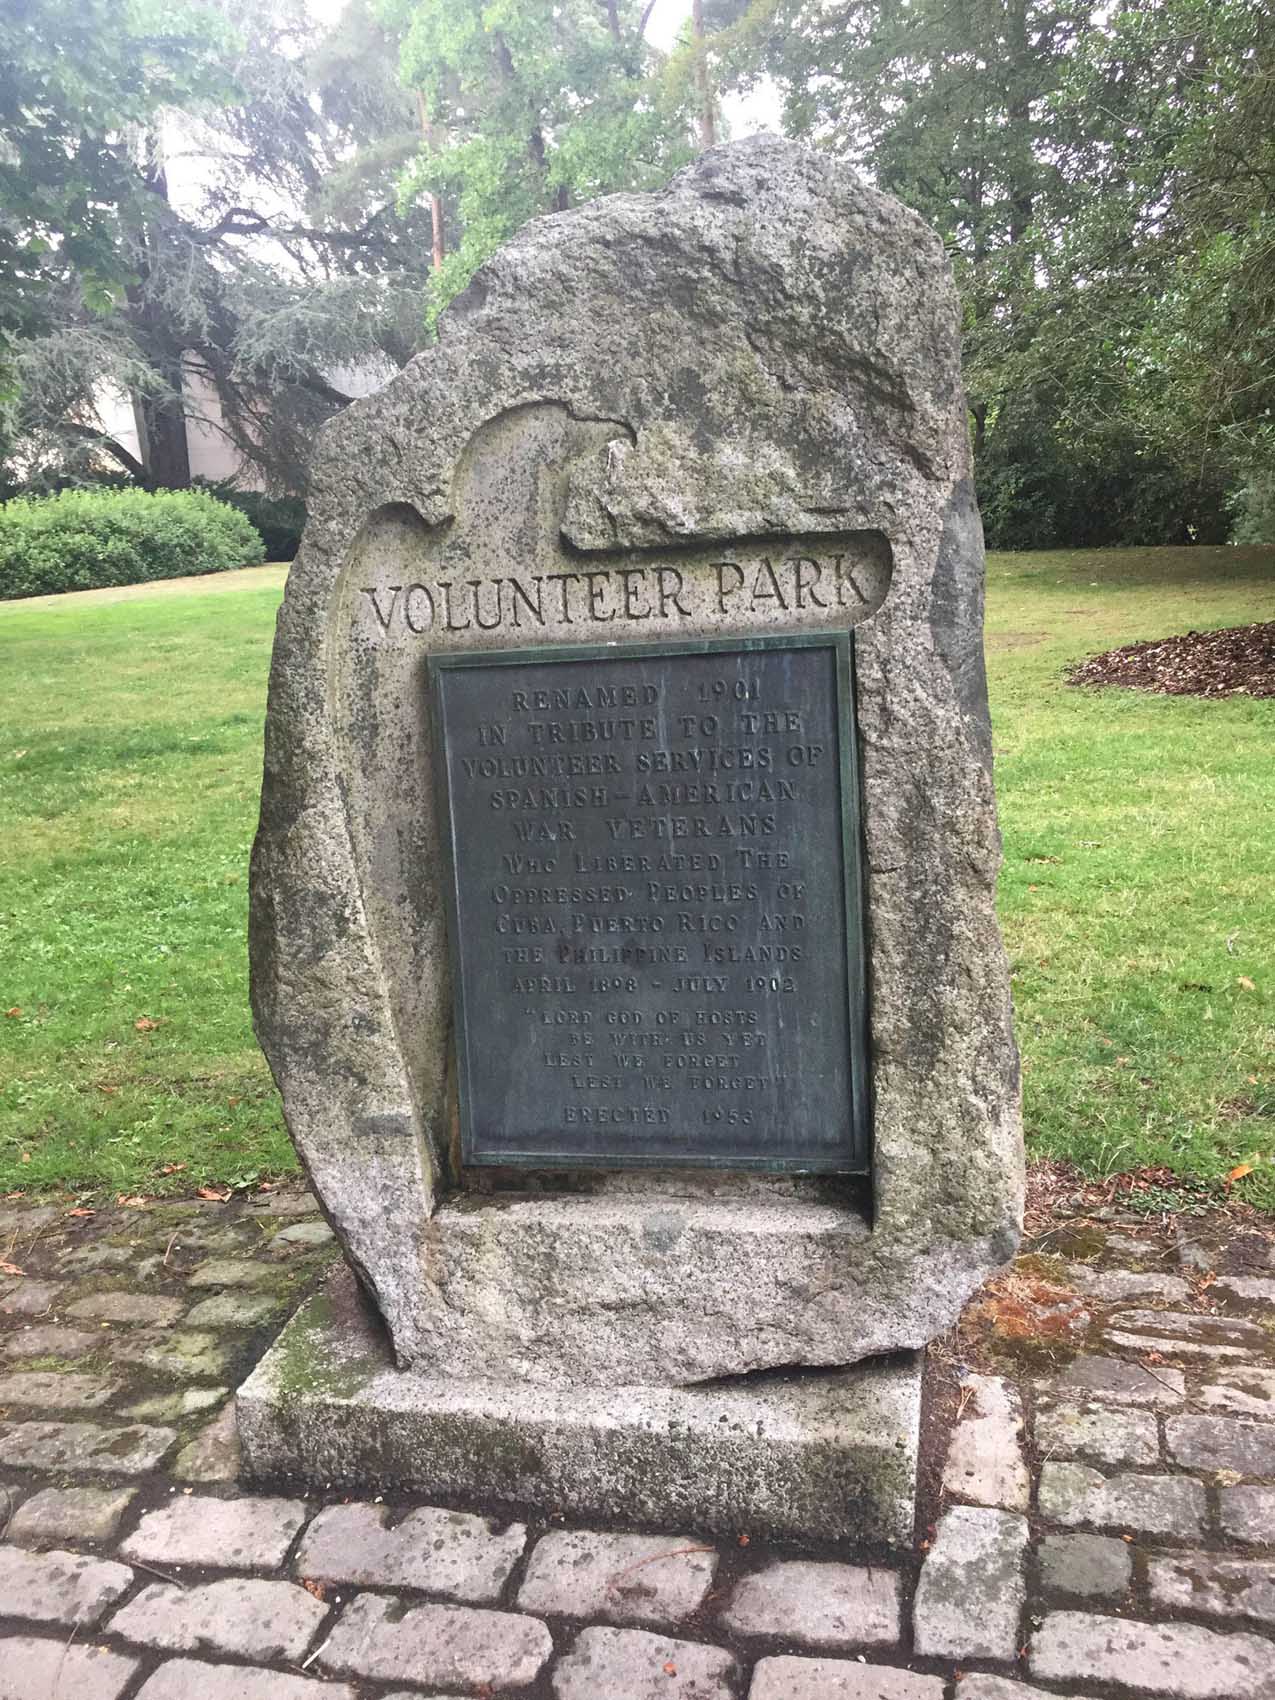 VOLUNTEER PARK
RENAMED 1901
IN TRIBUTE TO THE
VOLUNTEER SERVICES OF
SPANISH-AMERICAN
WAR VETERANS
WHO LIBERATED THE
OPPRESSED PEOPLES OF
CUBA, PUERTO RICO AND
THE PHILIPPINE ISLANDS
APRIL 1898 - JULY 1902
"LORD GOD OF HOSTS
BE WITH US YET
LEST WE FORGET
LEST WE FORGET"
ERECTED 1953